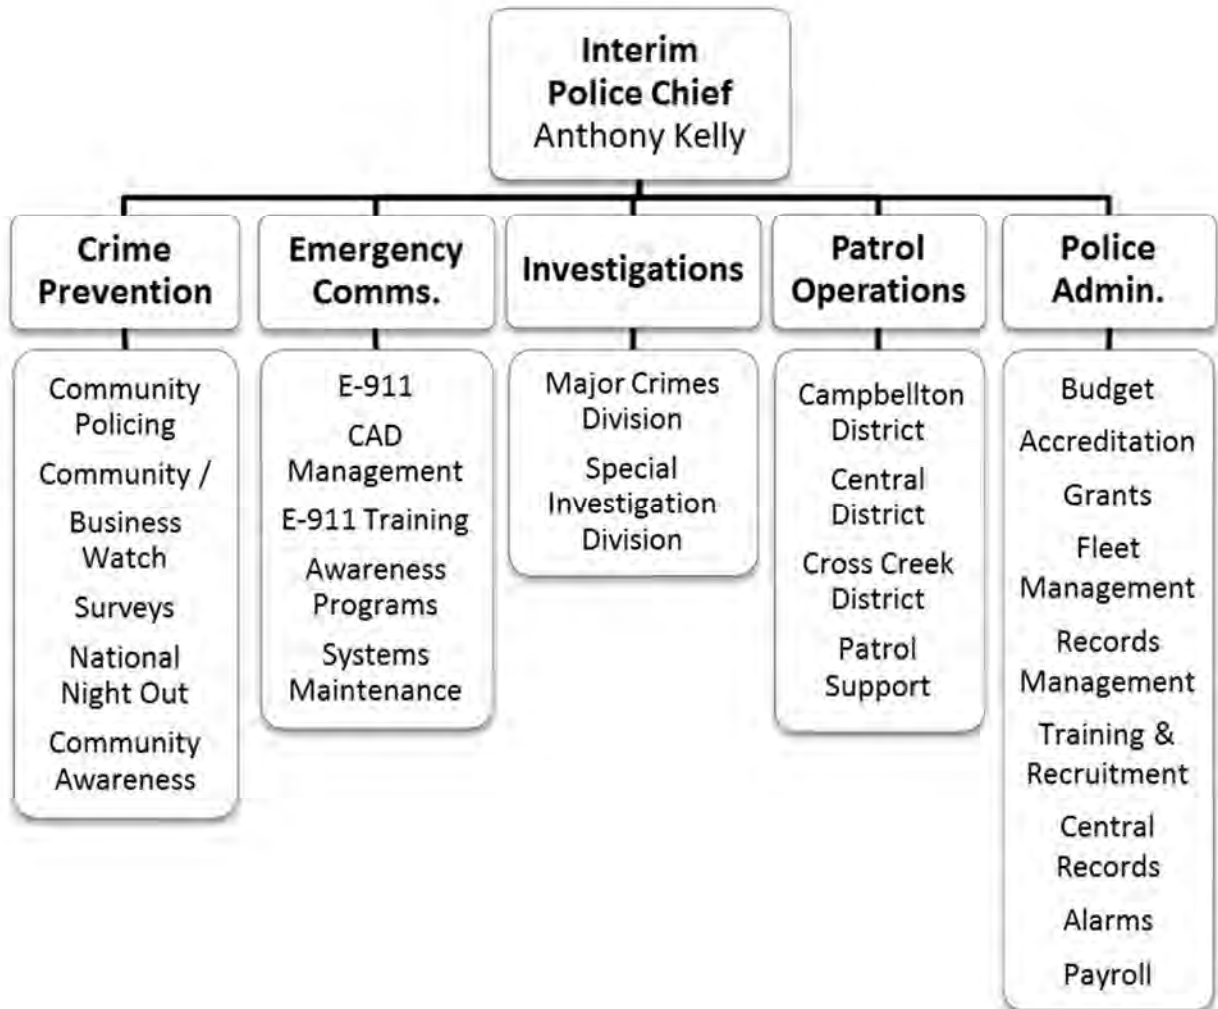 Interim
Police Chief
Anthony Kelly
Crime
Prevention
Community
Policing
Community /
Business
Watch
Surveys
National
Night Out
Community
Awareness
Emergency
Comms.
E-911
CAD
Management
E-911 Training
Awareness
Programs
Systems
Maintenance
Investigations
Major Crimes
Division
Special
Investigation
Division
Patrol
Operations
Campbellton
District
Central
District
Cross Creek
District
Patrol
Support
Police
Admin.
Budget
Accreditation
Grants
Fleet
Management
Records
Management
Training &
Recruitment
Central
Records
Alarms
Payroll